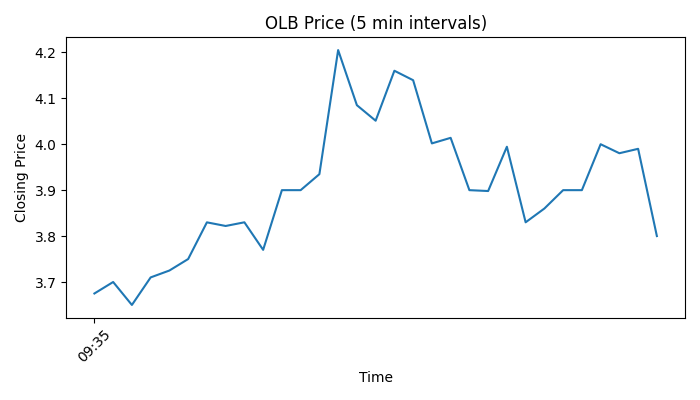 OLB Price (5 min intervals)
Closing Price
4.2
4.1
4.0
3.9
3.8
3.7
09:35
Time